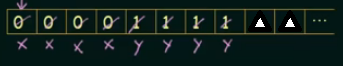 0 0 0 0 1 1 1 1 ▲ ▲ ...
x x x x y y y y